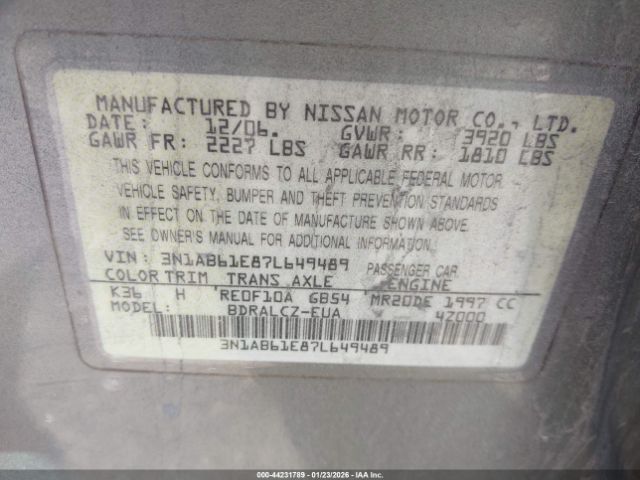 MANUFACTURED BY NISSAN MOTOR CO., LTD.
DATE: 12/06. GVWR: 3920 LBS
GAWR FR: 2227 LBS GAWR RR: 1810 LBS
THIS VEHICLE CONFORMS TO ALL APPLICABLE FEDERAL MOTOR
VEHICLE SAFETY, BUMPER AND THEFT PREVENTION STANDARDS
IN EFFECT ON THE DATE OF MANUFACTURE SHOWN ABOVE.
SEE OWNER'S MANUAL FOR ADDITIONAL INFORMATION.
VIN: 3N1AB61E87L649489 PASSENGER CAR
COLOR TRIM TRANS AXLE ENGINE
K36 H RE0F10A GB54 MR20DE 1997 CC
MODEL: BDRALCZ-EUA 4Z000
3N1AB61E87L649489
000-44231789 | 01/23/2026 | IAA Inc.